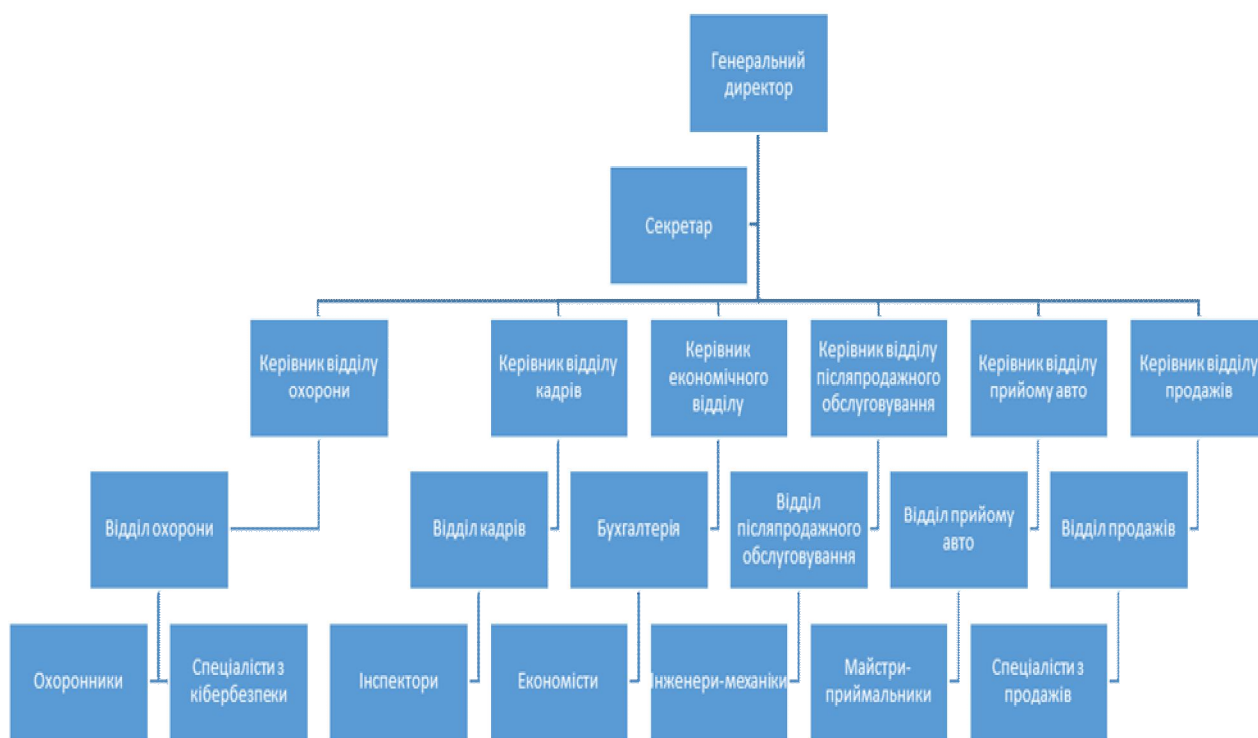 Генеральний
директор
Секретар
Керівник відділу
охорони
Керівник відділу
кадрів
Керівник
економічного
відділу
Керівник відділу
післяпродажного
обслуговування
Керівник відділу
прийому авто
Керівник відділу
продажів
Відділ охорони
Відділ кадрів
Бухгалтерія
Відділ
післяпродажного
обслуговування
Відділ прийому
авто
Відділ продажів
Охоронники
Спеціалісти з
кібербезпеки
Інспектори
Економісти
Інженери-механіки
Майстри-
приймальники
Спеціалісти з
продажів